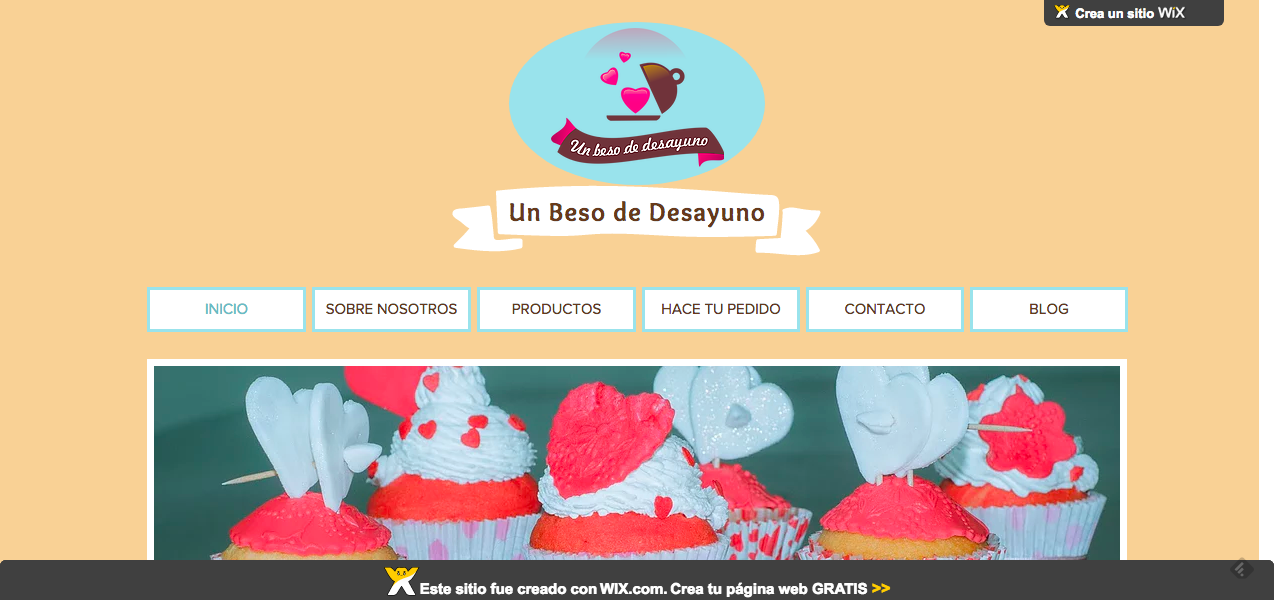 Crea un sitio WiX
Un beso de desayuno
Un Beso de Desayuno
INICIO
SOBRE NOSOTROS
PRODUCTOS
HACE TU PEDIDO
CONTACTO
BLOG
Este sitio fue creado con WIX.com. Crea tu página web GRATIS >>